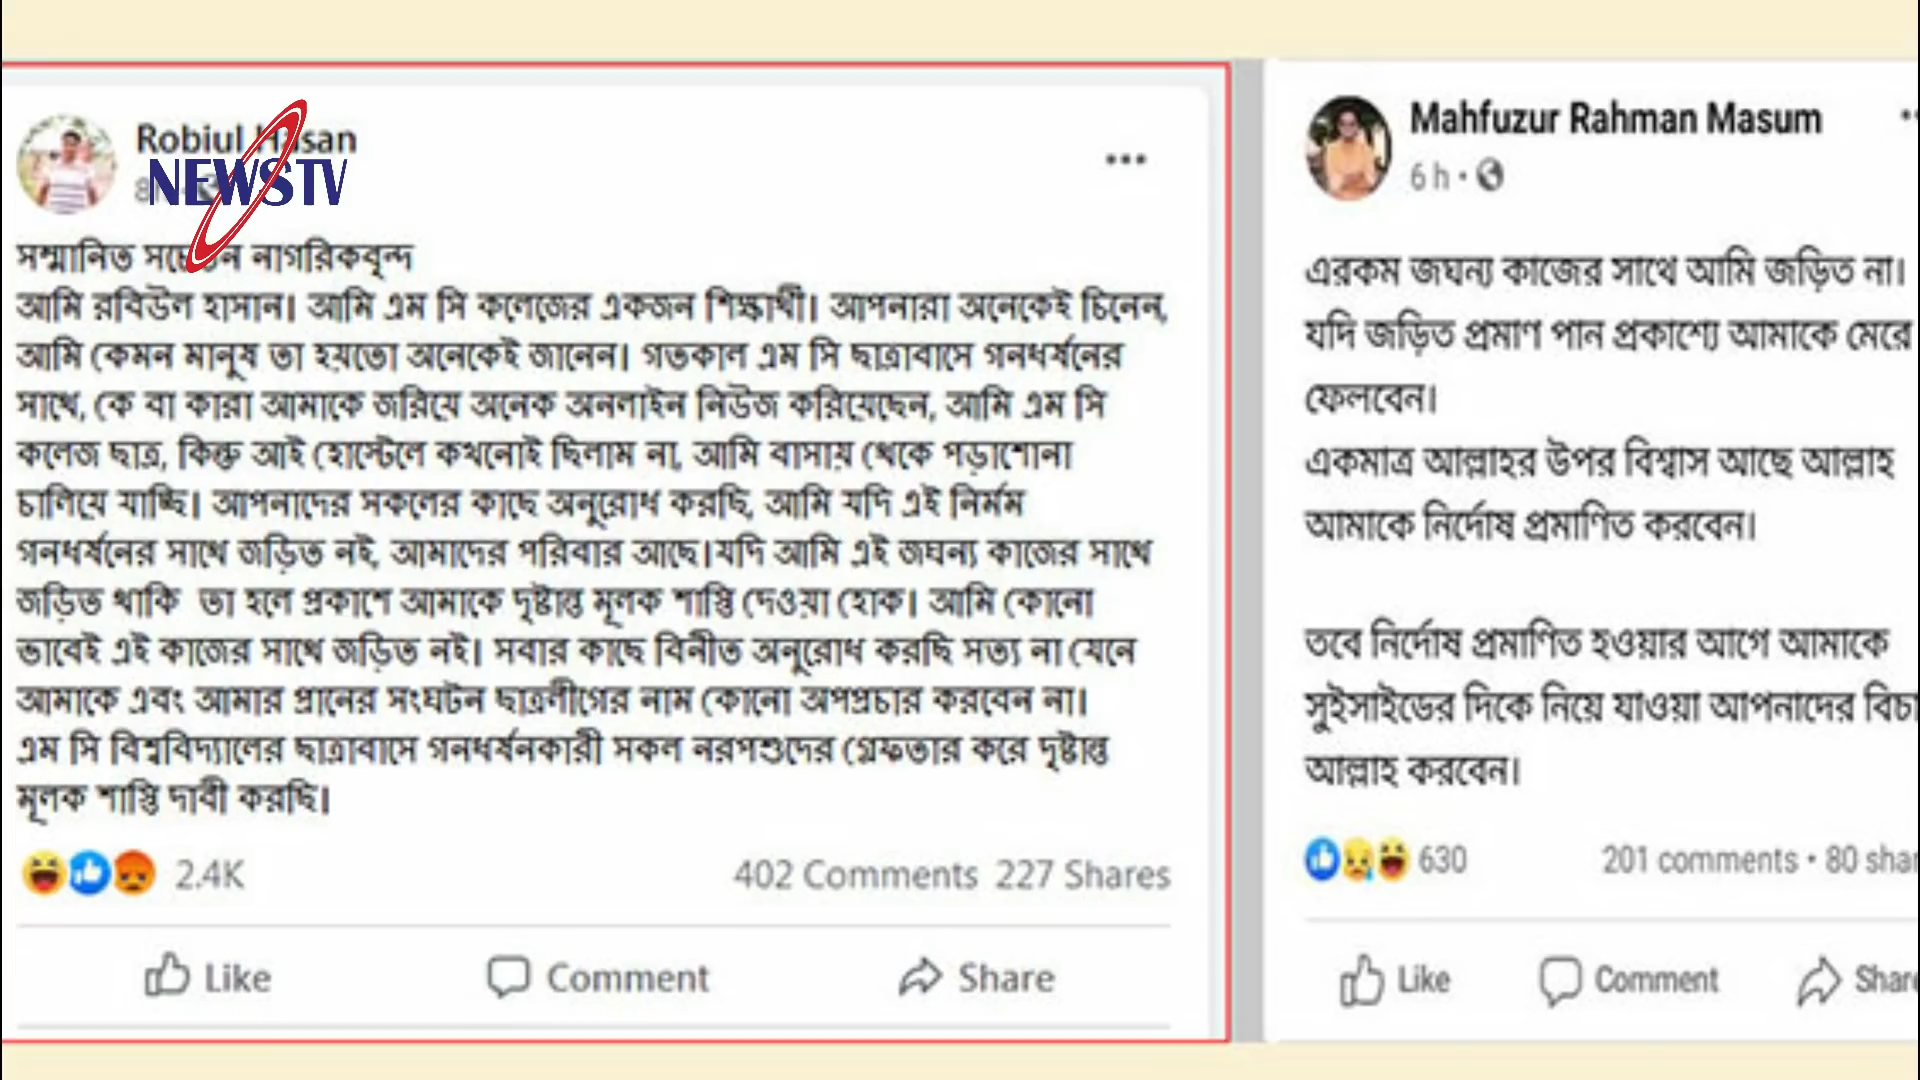 Robiul Hasan
NEWSTV
সম্মানিত সচেতন নাগরিকবৃন্দ
আমি রবিউল হাসান। আমি এম সি কলেজের একজন শিক্ষার্থী। আপনারা অনেকেই চিনেন,
আমি কেমন মানুষ তা হযতো অনেকেই জানেন। গতকাল এম সি ছাত্রাবাসে গনধর্ষনের
সাথে, কে বা কারা আমাকে জরিযে অনেক অনলাইন নিউজ করিযেছেন, আমি এম সি
কলেজ ছাত্র, কিন্তু আই হোস্টেলে কখনোই ছিলাম না, আমি বাসায় থেকে পড়াশোনা
চালিযে যাচ্ছি। আপনাদের সকলের কাছে অনুরোধ করছি, আমি যদি এই নির্মম
গনধর্ষনের সাথে জড়িত নই, আমাদের পরিবার আছে।যদি আমি এই জঘন্য কাজের সাথে
জড়িত থাকি তা হলে প্রকাশে আমাকে দৃষ্টান্ত মূলক শাস্তি দেওয়া হোক। আমি কোনো
ভাবেই এই কাজের সাথে জড়িত নই। সবার কাছে বিনীত অনুরোধ করছি সত্য না যেনে
আমাকে এবং আমার প্রানের সংঘটন ছাত্রলীগের নাম কোনো অপপ্রচার করবেন না।
এম সি বিশ্ববিদ্যালের ছাত্রাবাসে গনধর্ষনকারী সকল নরপশুদের গ্রেফতার করে দৃষ্টান্ত
মূলক শাস্তি দাবী করছি।
2.4K 402 Comments 227 Shares
Like Comment Share
Mahfuzur Rahman Masum
6 h
এরকম জঘন্য কাজের সাথে আমি জড়িত না।
যদি জড়িত প্রমাণ পান প্রকাশ্যে আমাকে মেরে
ফেলবেন।
একমাত্র আল্লাহর উপর বিশ্বাস আছে আল্লাহ
আমাকে নির্দোষ প্রমাণিত করবেন।
তবে নির্দোষ প্রমাণিত হওয়ার আগে আমাকে
সুইসাইডের দিকে নিয়ে যাওয়া আপনাদের বিচা
আল্লাহ করবেন।
630 201 comments • 80 shar
Like Comment Share